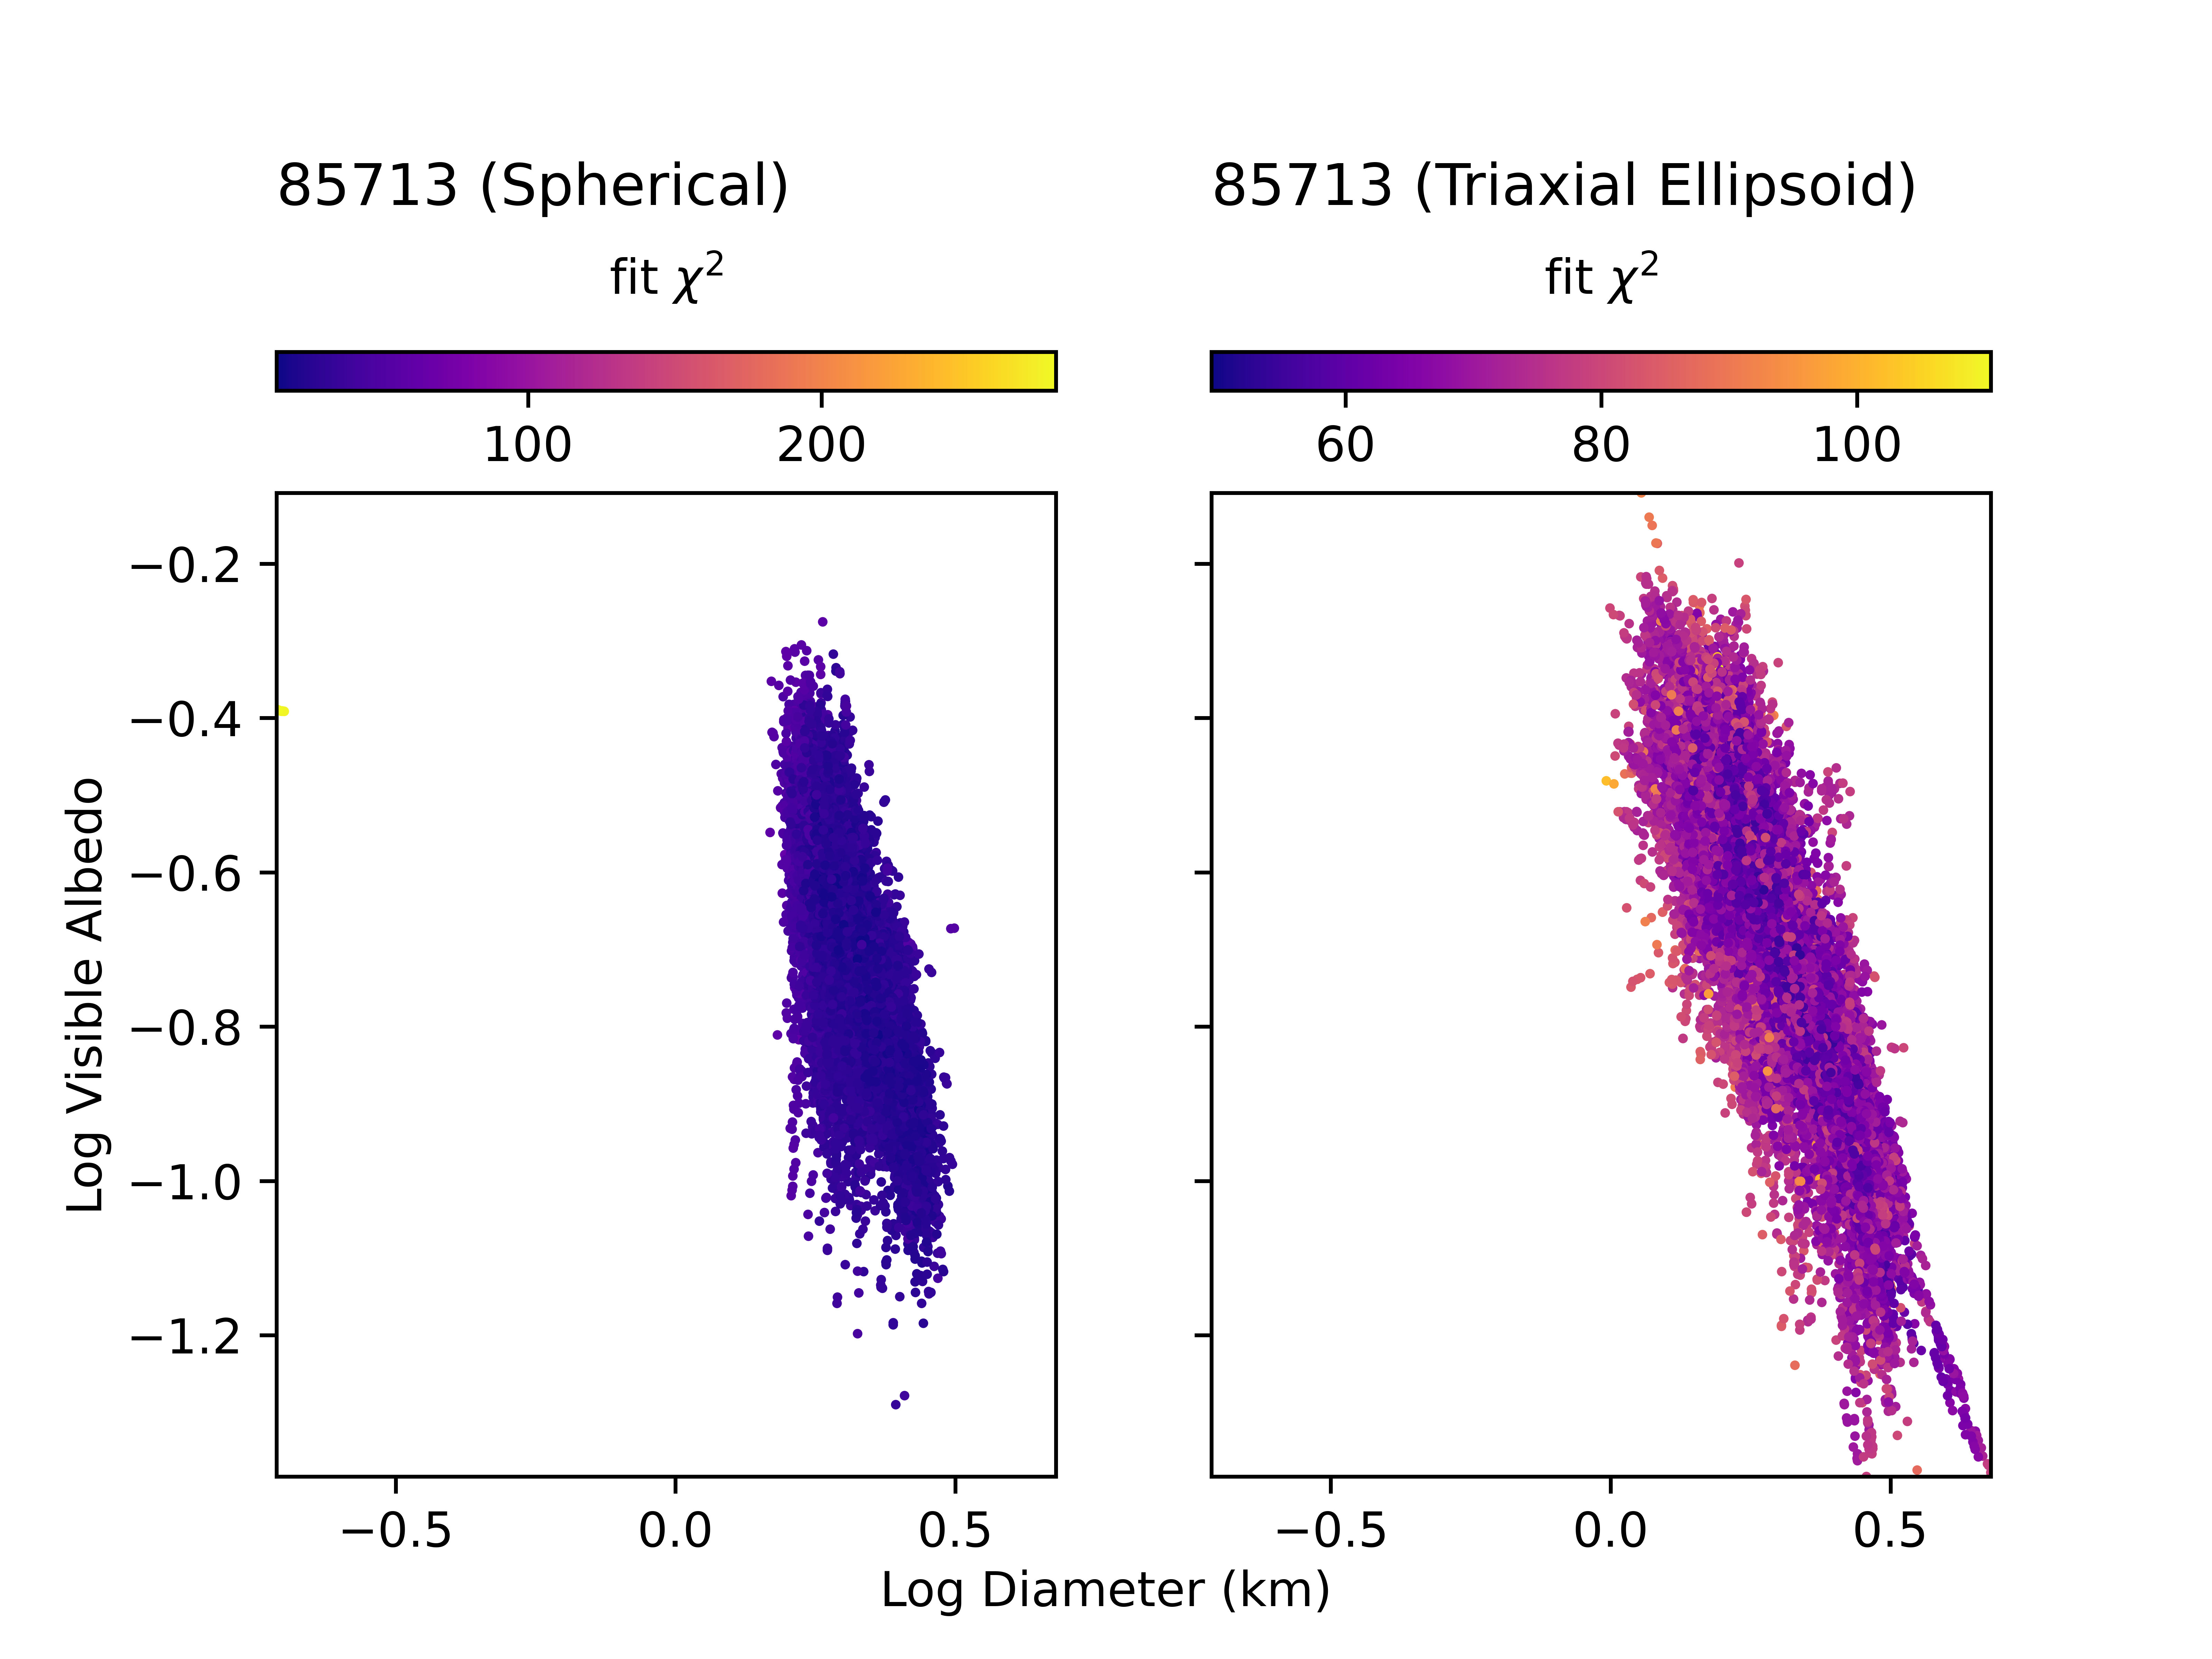 85713 (Spherical)
85713 (Triaxial Ellipsoid)
fit χ²
fit χ²
100
200
60
80
100
−0.2
−0.4
−0.6
−0.8
−1.0
−1.2
Log Visible Albedo
−0.5
0.0
0.5
−0.5
0.0
0.5
Log Diameter (km)